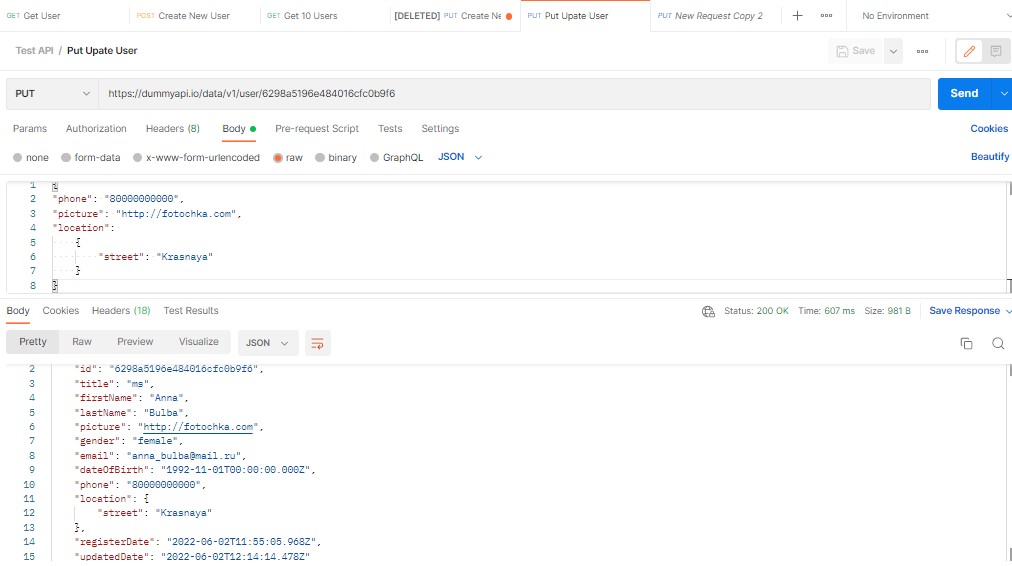 GET Get User POST Create New User GET Get 10 Users [DELETED] PUT Create Ne PUT Put Upate User PUT New Request Copy 2 No Environment
Test API / Put Upate User Save
PUT https://dummyapi.io/data/v1/user/6298a5196e484016cfc0b9f6 Send
Params Authorization Headers (8) Body Pre-request Script Tests Settings Cookies
none form-data x-www-form-urlencoded raw binary GraphQL JSON Beautify
1 {
2 "phone": "80000000000",
3 "picture": "http://fotochka.com",
4 "location":
5 {
6 "street": "Krasnaya"
7 }
8 }
Body Cookies Headers (18) Test Results Status: 200 OK Time: 607 ms Size: 981 B Save Response
Pretty Raw Preview Visualize JSON
2 "id": "6298a5196e484016cfc0b9f6",
3 "title": "ms",
4 "firstName": "Anna",
5 "lastName": "Bulba",
6 "picture": "http://fotochka.com",
7 "gender": "female",
8 "email": "anna_bulba@mail.ru",
9 "dateOfBirth": "1992-11-01T00:00:00.000Z",
10 "phone": "80000000000",
11 "location": {
12 "street": "Krasnaya"
13 },
14 "registerDate": "2022-06-02T11:55:05.968Z",
15 "updatedDate": "2022-06-02T12:14:14.478Z"